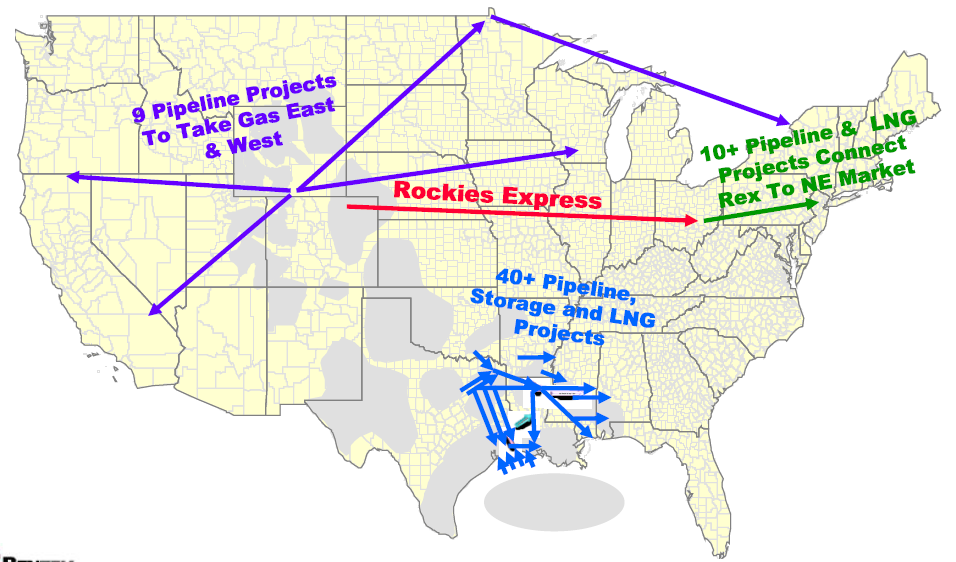 9 Pipeline Projects
To Take Gas East
& West
10+ Pipeline & LNG
Projects Connect
Rex To NE Market
Rockies Express
40+ Pipeline,
Storage and LNG
Projects